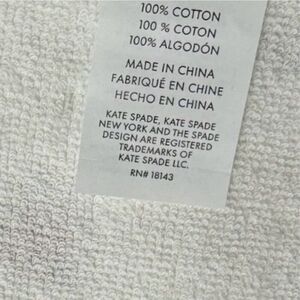 100% COTTON
100 % COTON
100% ALGODÓN
MADE IN CHINA
FABRIQUÉ EN CHINE
HECHO EN CHINA
KATE SPADE, KATE SPADE
NEW YORK AND THE SPADE
DESIGN ARE REGISTERED
TRADEMARKS OF
KATE SPADE LLC.
RN# 18143